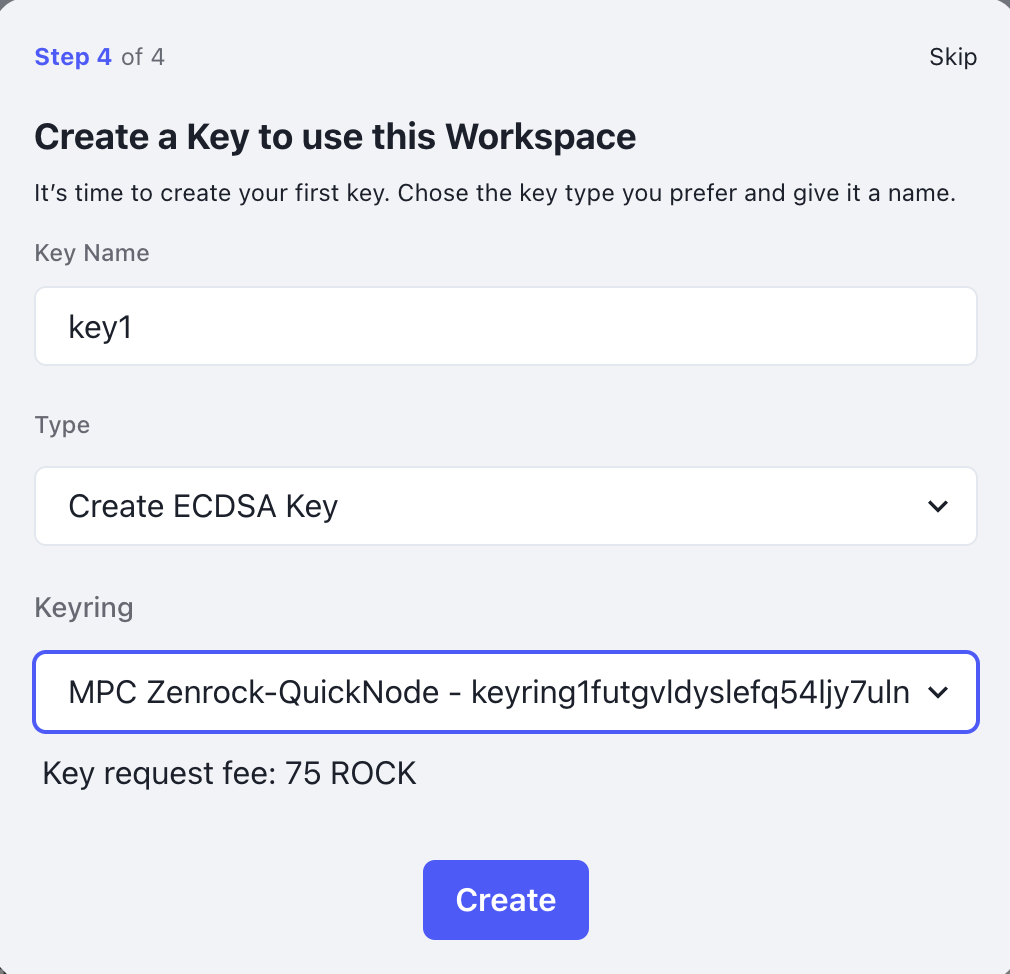 Step 4 of 4
Skip
Create a Key to use this Workspace
It’s time to create your first key. Chose the key type you prefer and give it a name.
Key Name
key1
Type
Create ECDSA Key
Keyring
MPC Zenrock-QuickNode - keyring1futgvldyslefq54ljy7uln
Key request fee: 75 ROCK
Create